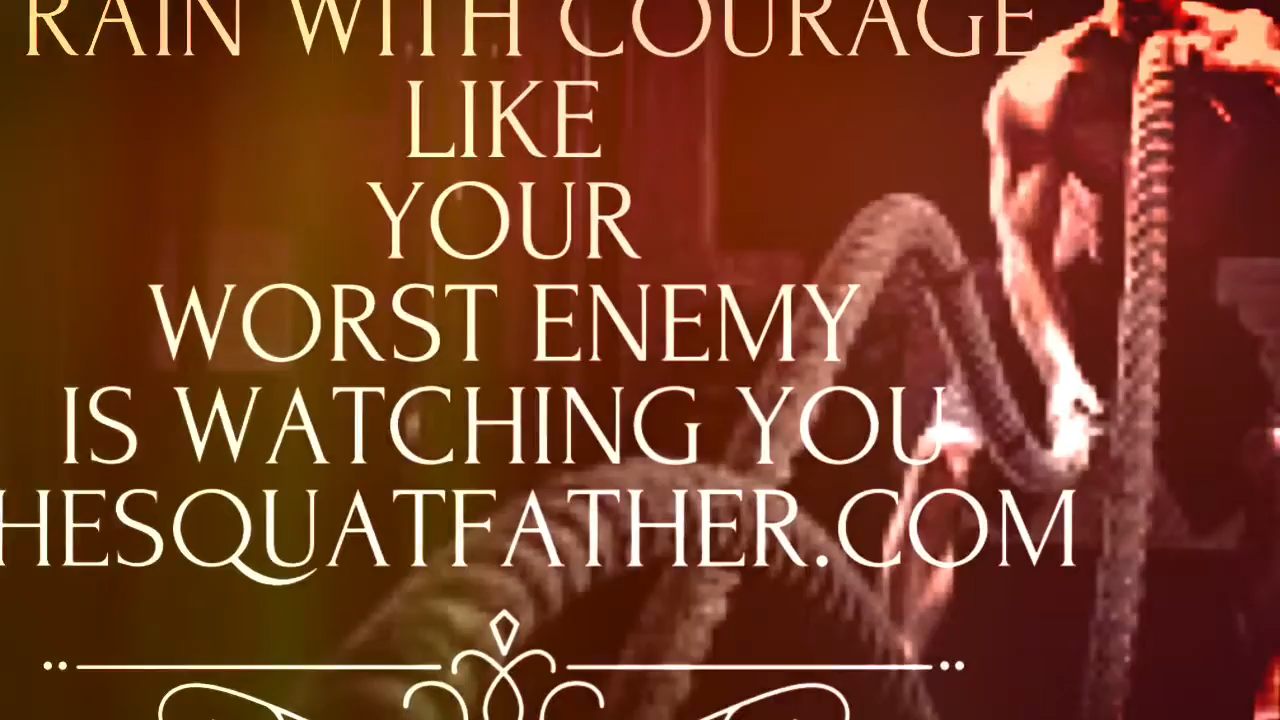 RAIN WITH COURAGE
LIKE
YOUR
WORST ENEMY
IS WATCHING YOU
HESQUATFATHER.COM